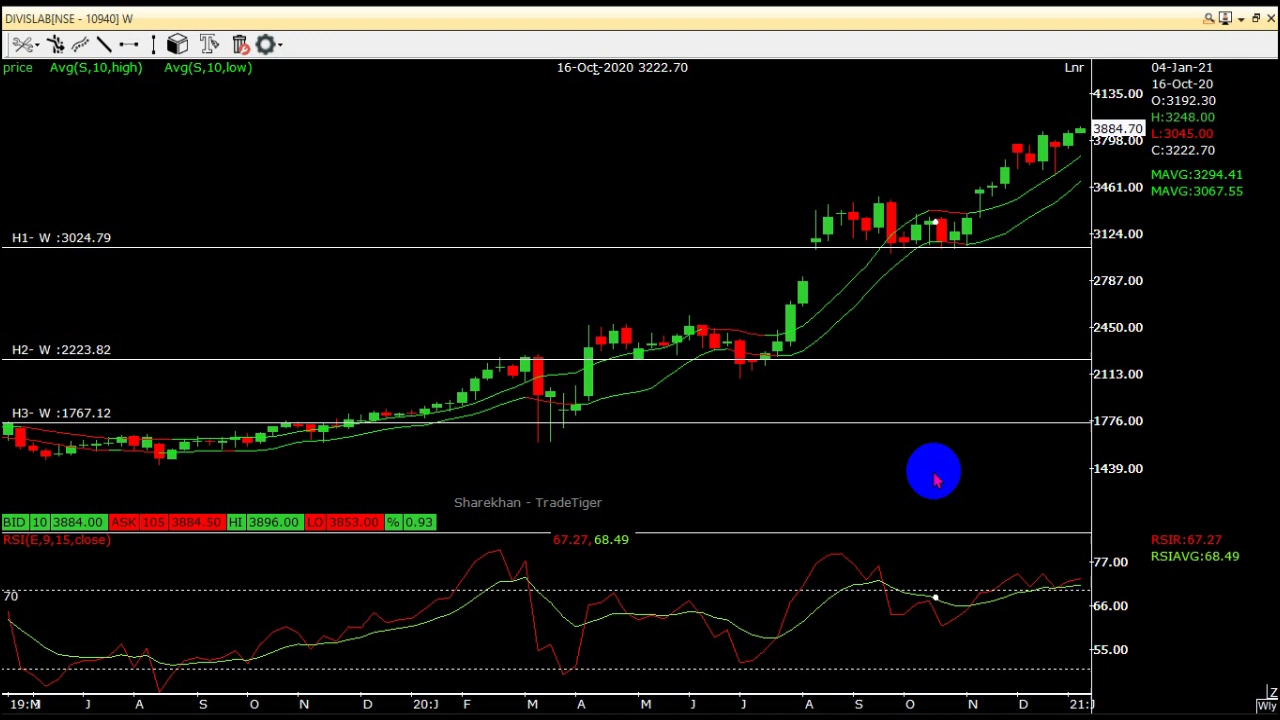 DIVISLAB[NSE - 10940] W
price Avg(S,10,high) Avg(S,10,low) 16-Oct-2020 3222.70 Lnr
04-Jan-21
16-Oct-20
O:3192.30
H:3248.00
L:3045.00
C:3222.70
MAVG:3294.41
MAVG:3067.55
4135.00
3884.70
3798.00
3461.00
3124.00
2787.00
2450.00
2113.00
1776.00
1439.00
H1- W :3024.79
H2- W :2223.82
H3- W :1767.12
Sharekhan - TradeTiger
BID 10 3884.00 ASK 105 3884.50 HI 3896.00 LO 3853.00 % 0.93
RSI(E,9,15,close) 67.27,68.49
RSIR:67.27
RSIAVG:68.49
77.00
70
66.00
55.00
19:M J A S O N D 20:J F M A M J J A S O N D 21:J
Z
Wly